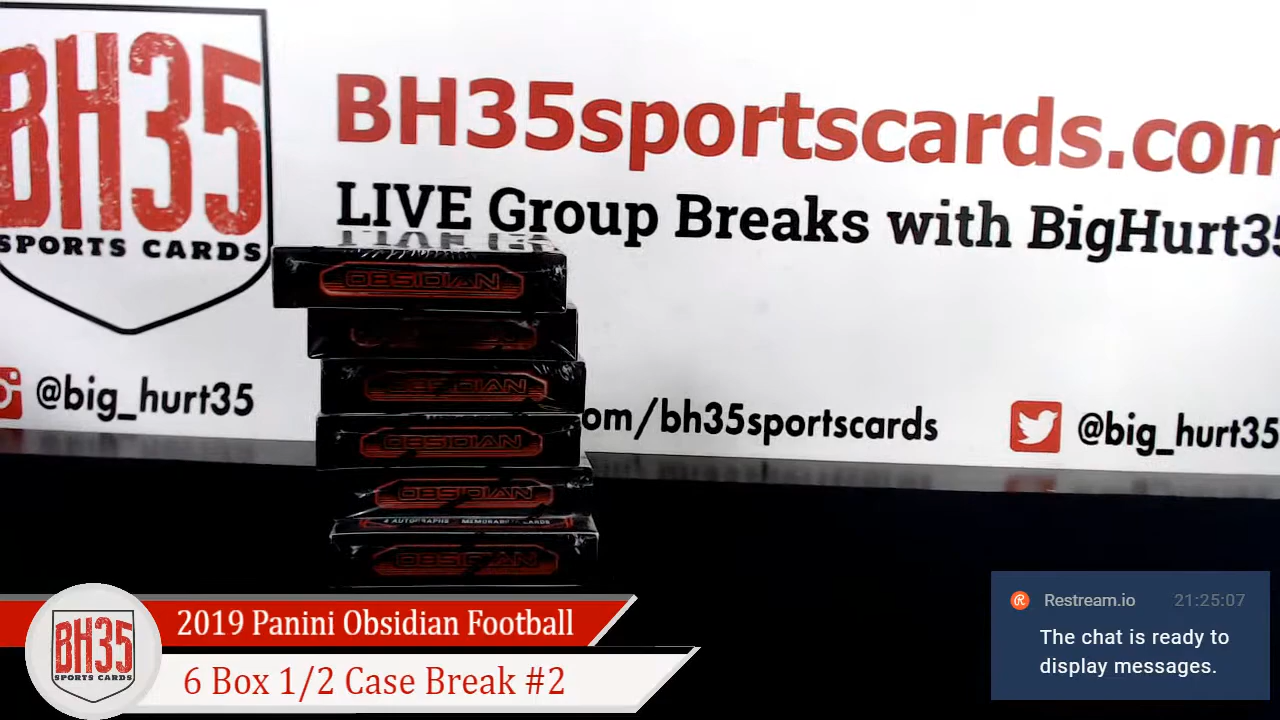 BH35
SPORTS CARDS
BH35sportscards.com
LIVE Group Breaks with BigHurt35
@big_hurt35
om/bh35sportscards
@big_hurt35
OBSIDIAN
OBSIDIAN
OBSIDIAN
OBSIDIAN
OBSIDIAN
4 AUTOGRAPHS MEMORABILIA CARDS
OBSIDIAN
BH35
SPORTS CARDS
2019 Panini Obsidian Football
6 Box 1/2 Case Break #2
Restream.io 21:25:07
The chat is ready to
display messages.